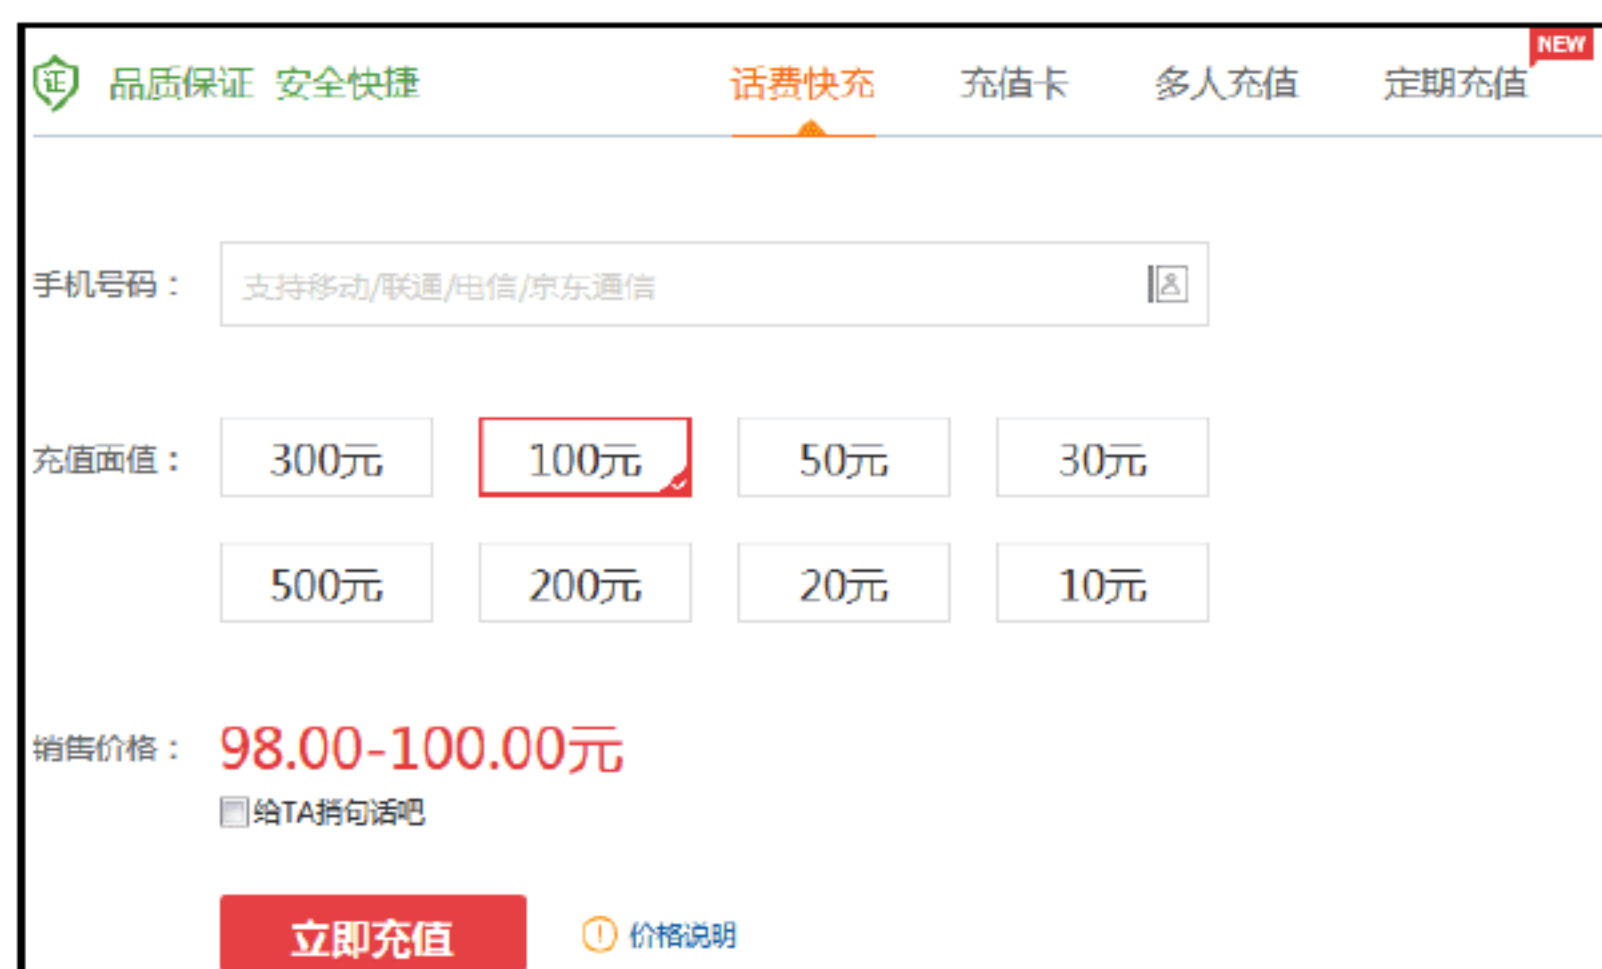 NEW
证 品质保证 安全快捷 话费快充 充值卡 多人充值 定期充值
手机号码： 支持移动/联通/电信/京东通信
充值面值： 300元 100元 50元 30元
500元 200元 20元 10元
销售价格： 98.00-100.00元
给TA捎句话吧
立即充值 价格说明